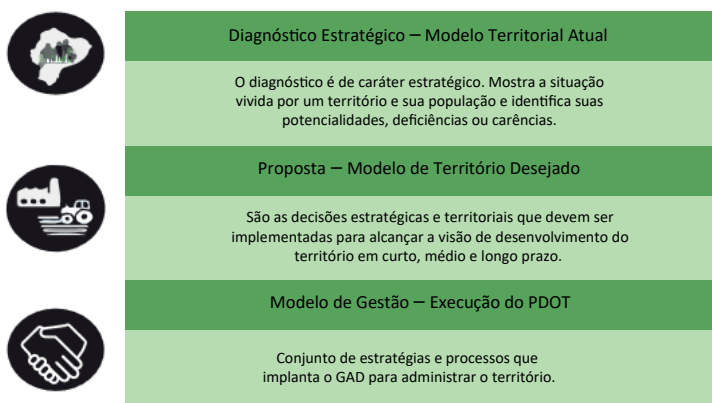 Diagnóstico Estratégico – Modelo Territorial Atual
O diagnóstico é de caráter estratégico. Mostra a situação
vivida por um território e sua população e identifica suas
potencialidades, deficiências ou carências.
Proposta – Modelo de Território Desejado
São as decisões estratégicas e territoriais que devem ser
implementadas para alcançar a visão de desenvolvimento do
território em curto, médio e longo prazo.
Modelo de Gestão – Execução do PDOT
Conjunto de estratégias e processos que
implanta o GAD para administrar o território.